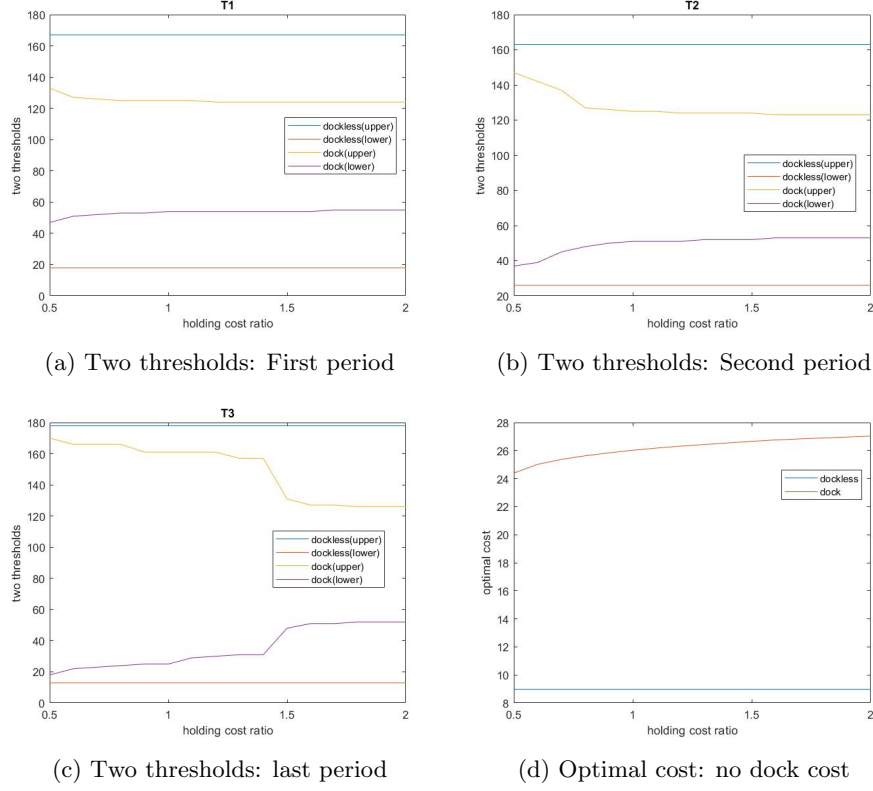 T1
180
160
140
120
100
80
60
40
20
0
two thresholds
dockless(upper)
dockless(lower)
dock(upper)
dock(lower)
0.5 1 1.5 2
holding cost ratio
(a) Two thresholds: First period
T2
180
160
140
120
100
80
60
40
20
two thresholds
dockless(upper)
dockless(lower)
dock(upper)
dock(lower)
0.5 1 1.5 2
holding cost ratio
(b) Two thresholds: Second period
T3
180
160
140
120
100
80
60
40
20
0
two thresholds
dockless(upper)
dockless(lower)
dock(upper)
dock(lower)
0.5 1 1.5 2
holding cost ratio
(c) Two thresholds: last period
28
26
24
22
20
18
16
14
12
10
8
optimal cost
dockless
dock
0.5 1 1.5 2
holding cost ratio
(d) Optimal cost: no dock cost